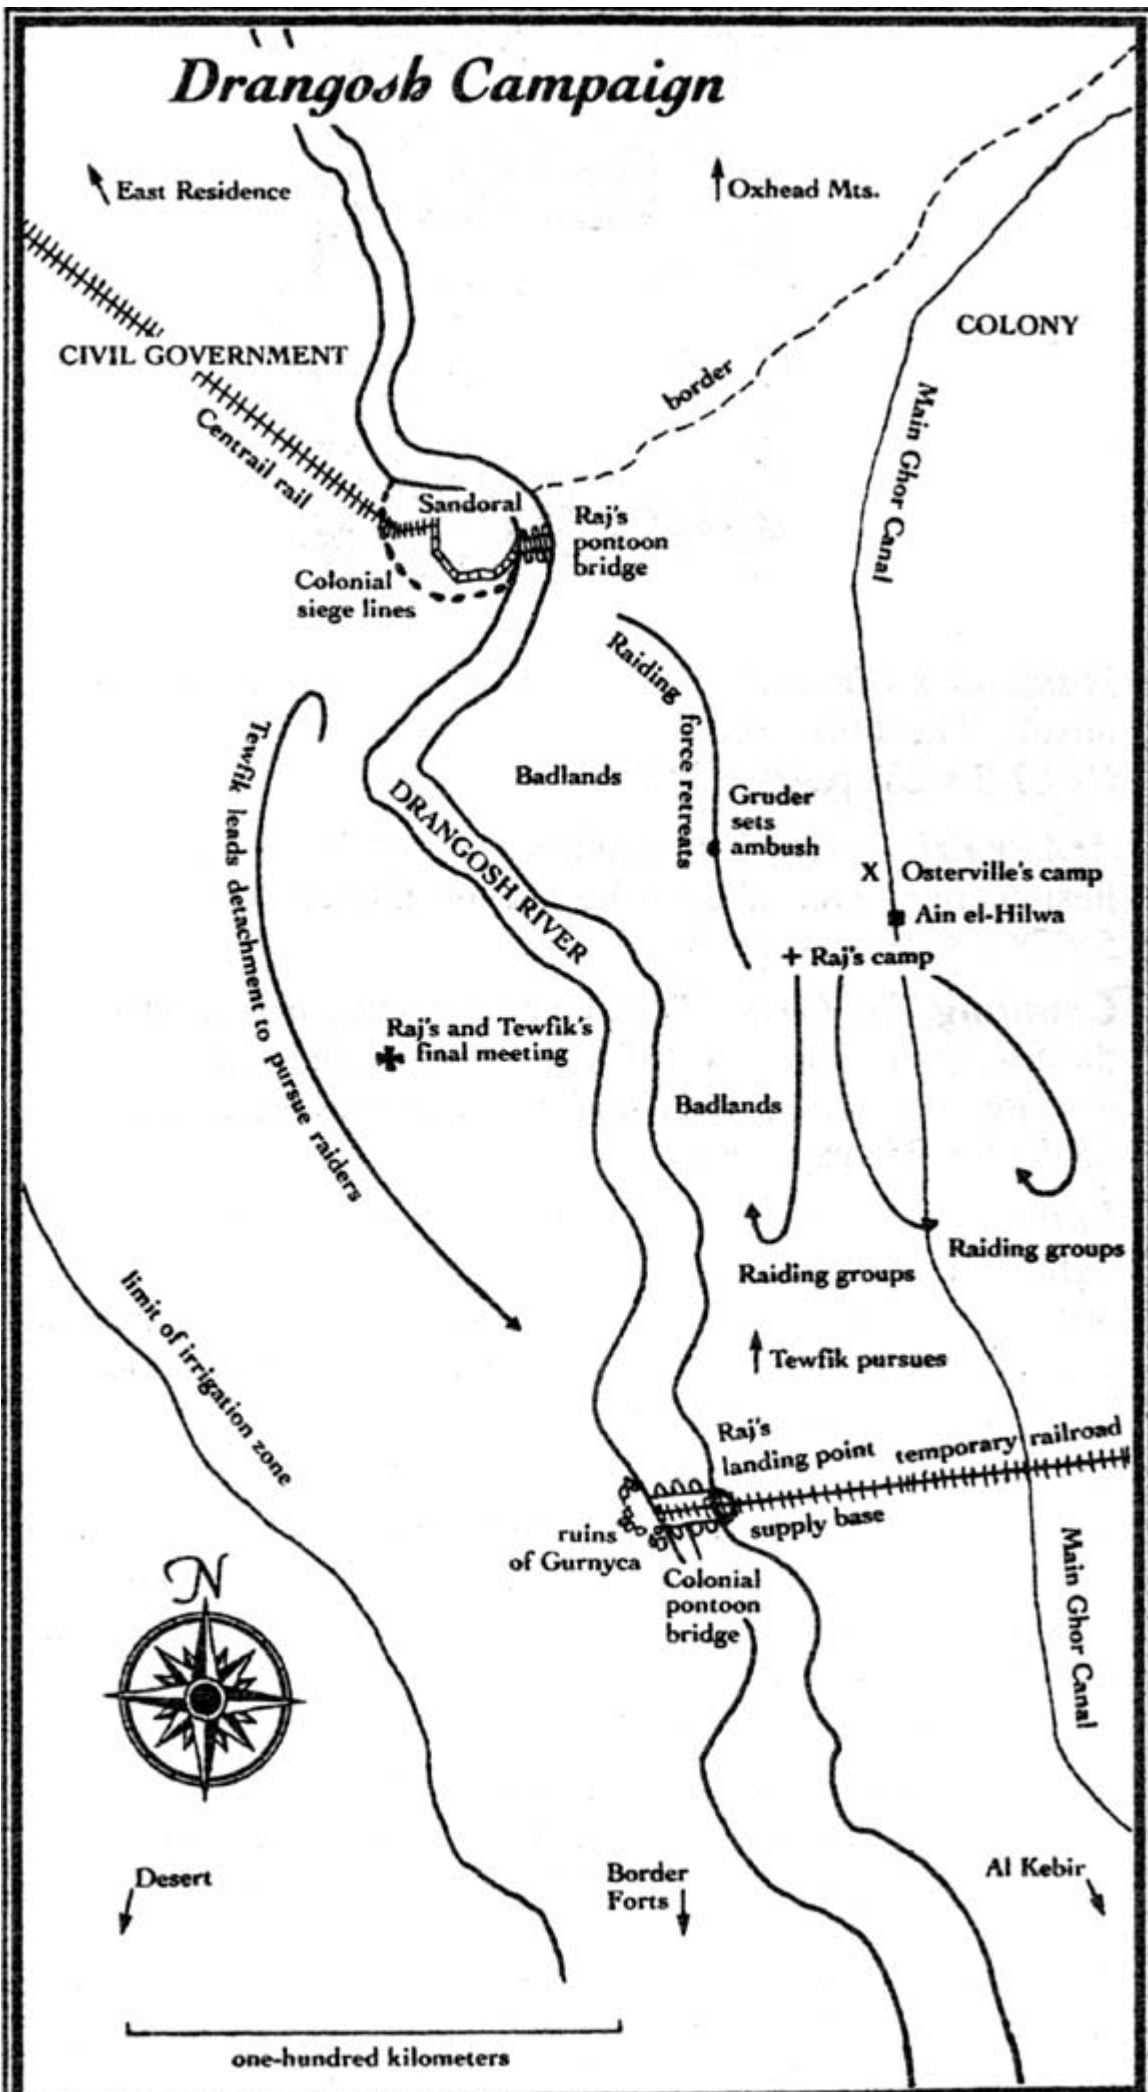 Drangosh Campaign
East Residence
Oxhead Mts.
CIVIL GOVERNMENT
COLONY
border
Main Ghor Canal
Centrail rail
Sandoral
Raj's
pontoon
bridge
Colonial
siege lines
Raiding force retreats
Tewfik leads detachment to pursue raiders
Badlands
DRANGOSH RIVER
Gruder
sets
ambush
X Osterville's camp
Ain el-Hilwa
Raj's camp
Raj's and Tewfik's
final meeting
Badlands
Raiding groups
Raiding groups
limit of irrigation zone
Tewfik pursues
Raj's
landing point
temporary railroad
supply base
ruins
of Gurnyca
Colonial
pontoon
bridge
Main Ghor Canal
N
Desert
Border
Forts
Al Kebir
one-hundred kilometers